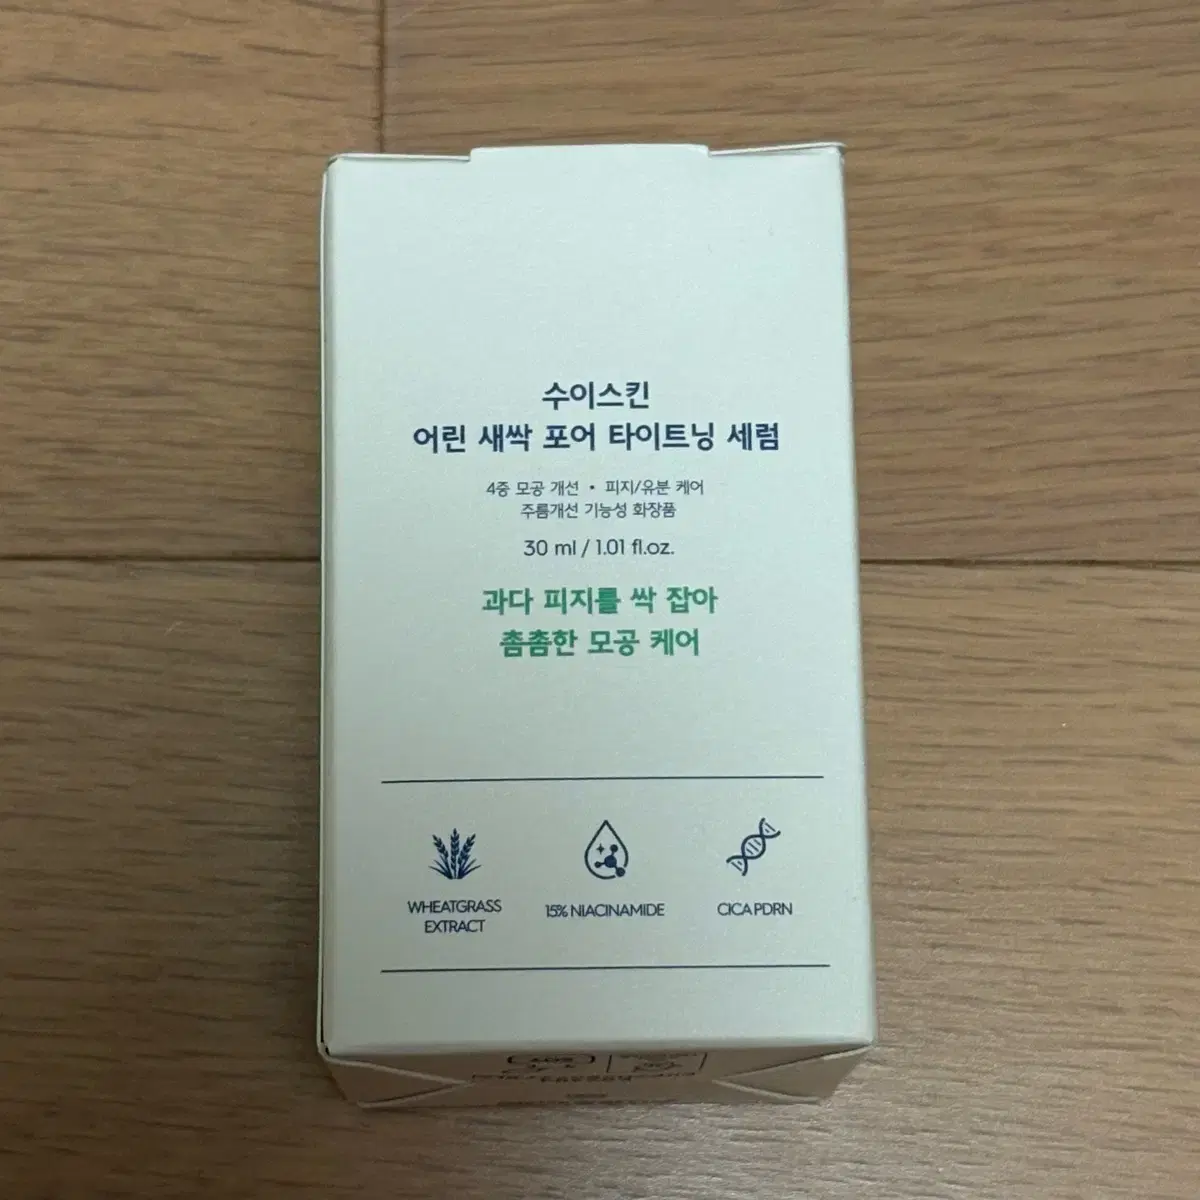 수이스킨
어린 새싹 포어 타이트닝 세럼
4중 모공 개선 • 피지/유분 케어
주름개선 기능성 화장품
30 ml / 1.01 fl.oz.
과다 피지를 싹 잡아
촘촘한 모공 케어
WHEATGRASS
EXTRACT
15% NIACINAMIDE
CICA PDRN